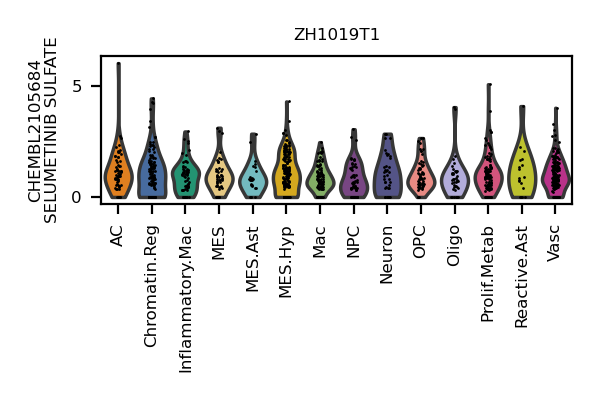 ZH1019T1
CHEMBL2105684
SELUMETINIB SULFATE
5
0
AC
Chromatin.Reg
Inflammatory.Mac
MES
MES.Ast
MES.Hyp
Mac
NPC
Neuron
OPC
Oligo
Prolif.Metab
Reactive.Ast
Vasc